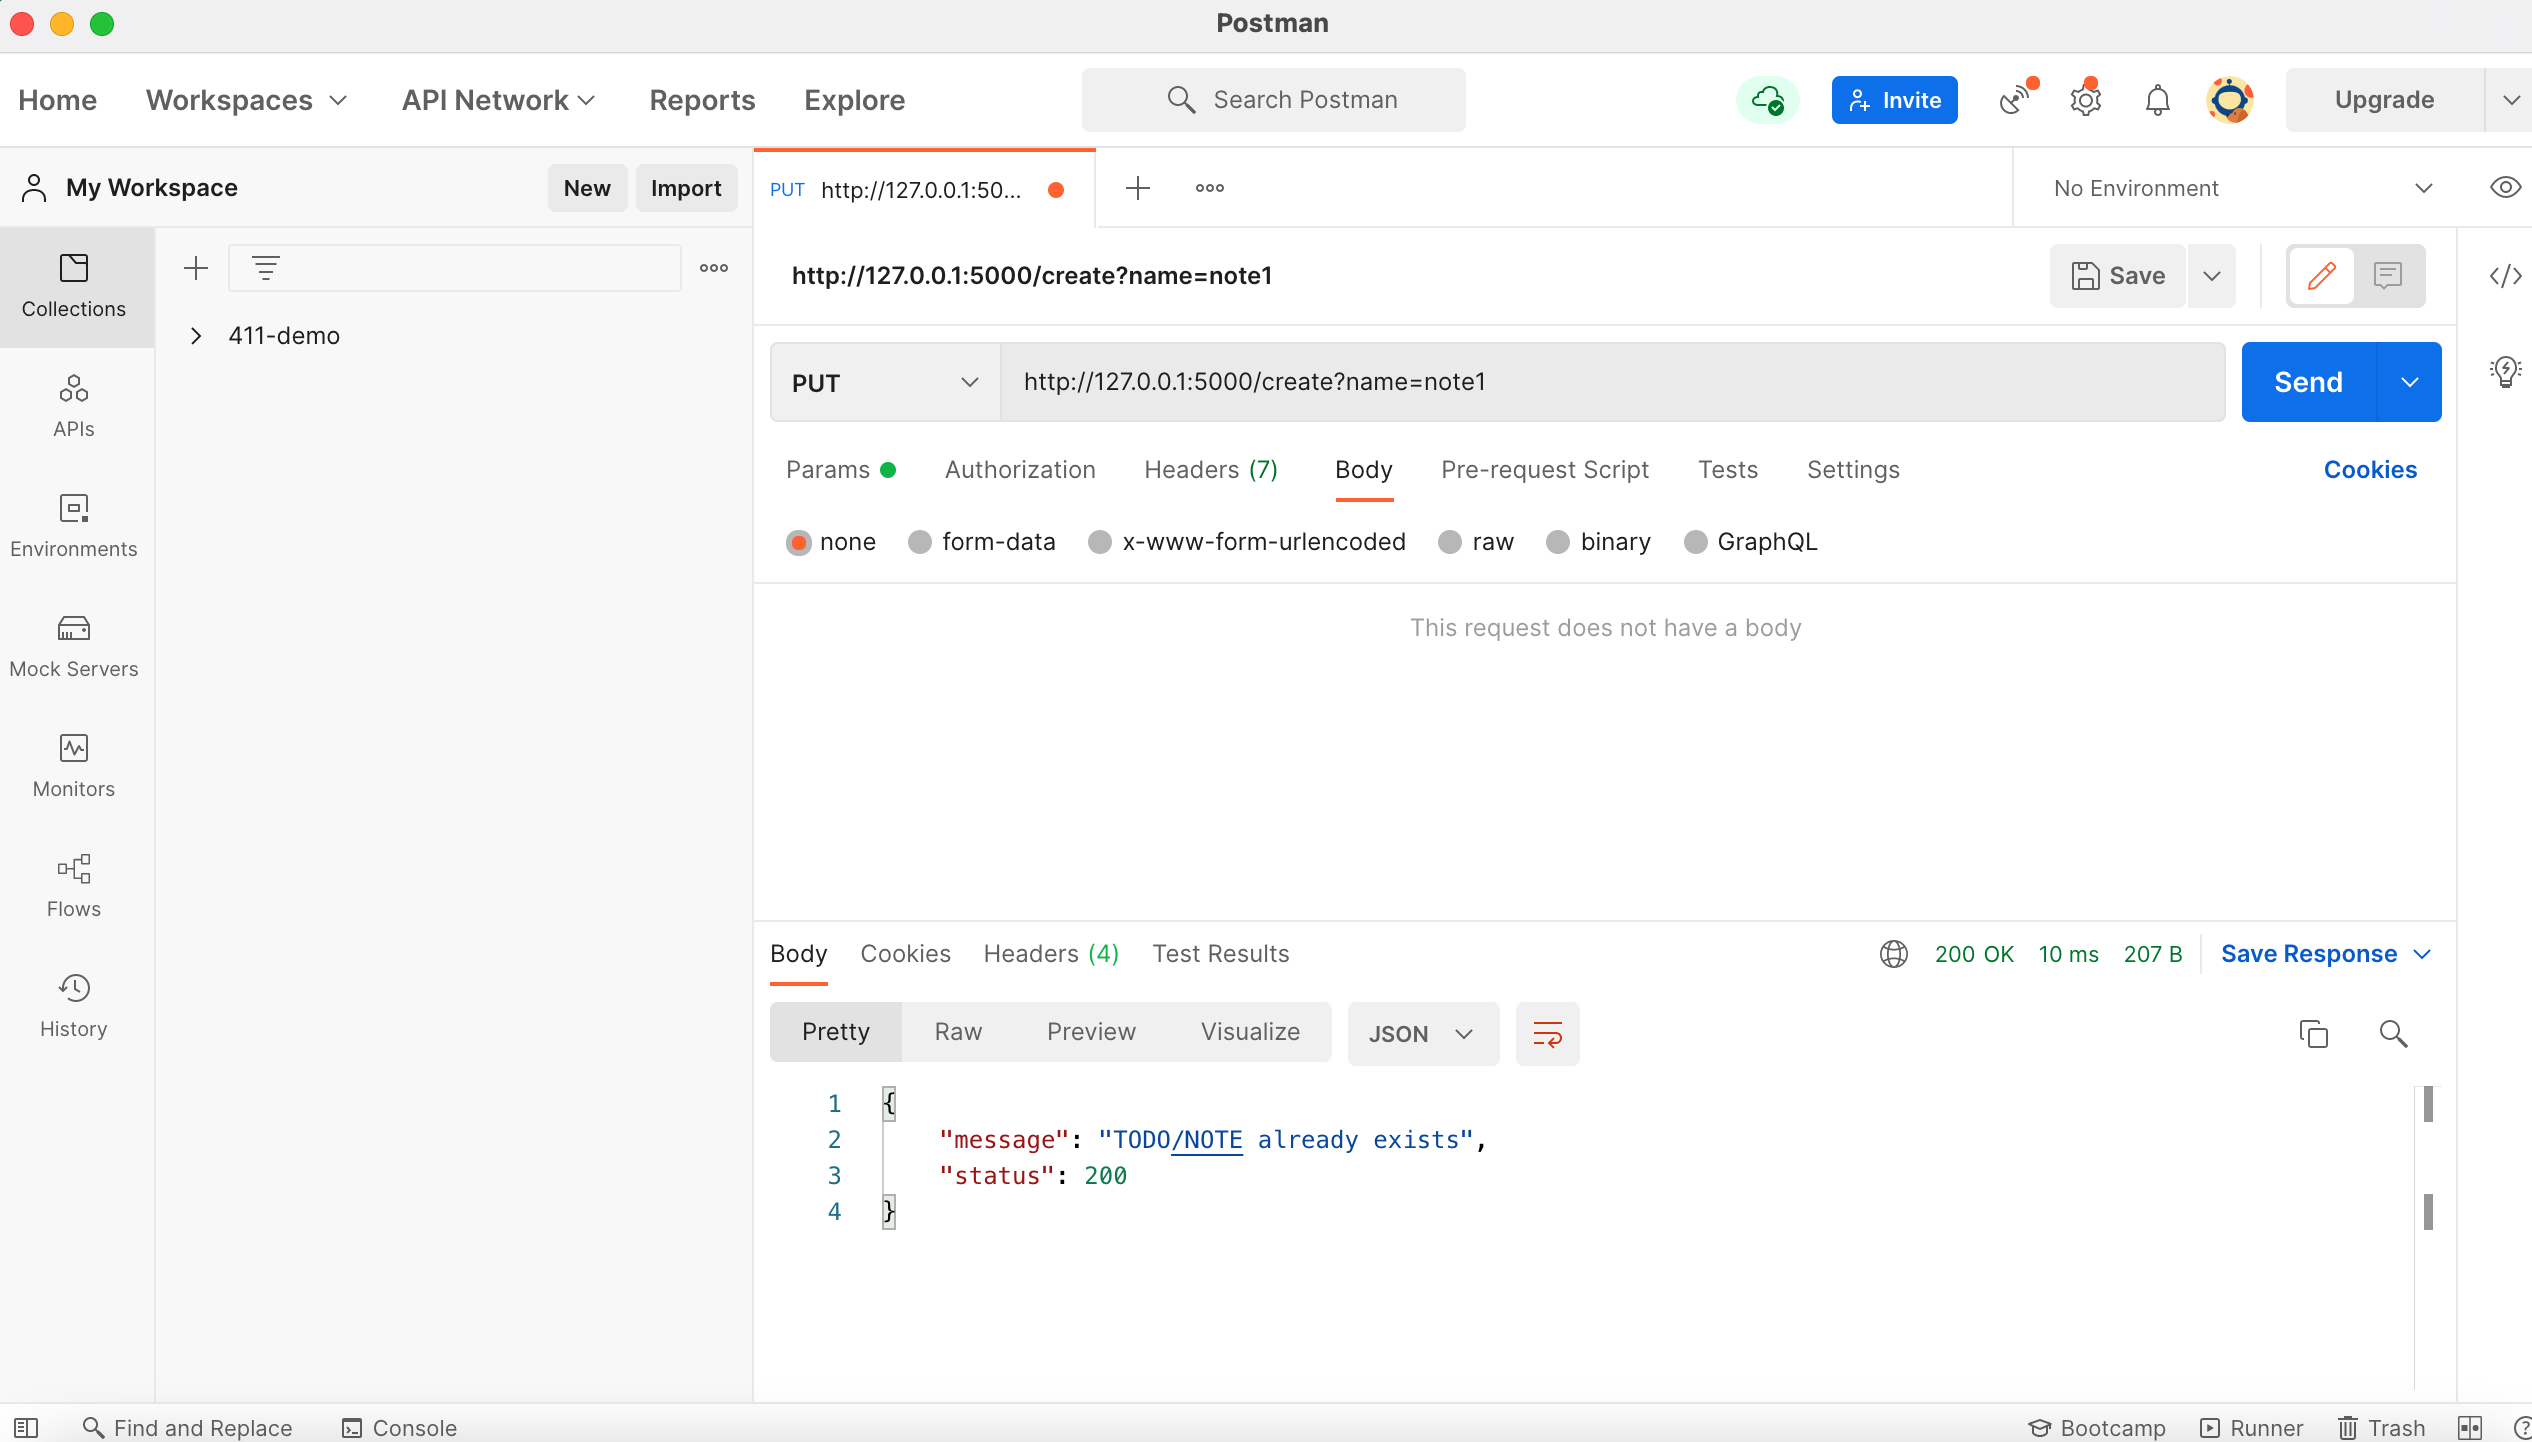 Postman
Home Workspaces API Network Reports Explore Search Postman Invite Upgrade
My Workspace New Import PUT http://127.0.0.1:50... No Environment
Collections
411-demo
APIs
Environments
Mock Servers
Monitors
Flows
History
http://127.0.0.1:5000/create?name=note1 Save
PUT http://127.0.0.1:5000/create?name=note1 Send
Params Authorization Headers (7) Body Pre-request Script Tests Settings Cookies
none form-data x-www-form-urlencoded raw binary GraphQL
This request does not have a body
Body Cookies Headers (4) Test Results 200 OK 10 ms 207 B Save Response
Pretty Raw Preview Visualize JSON
1 {
2 "message": "TODO/NOTE already exists",
3 "status": 200
4 }
Find and Replace Console Bootcamp Runner Trash